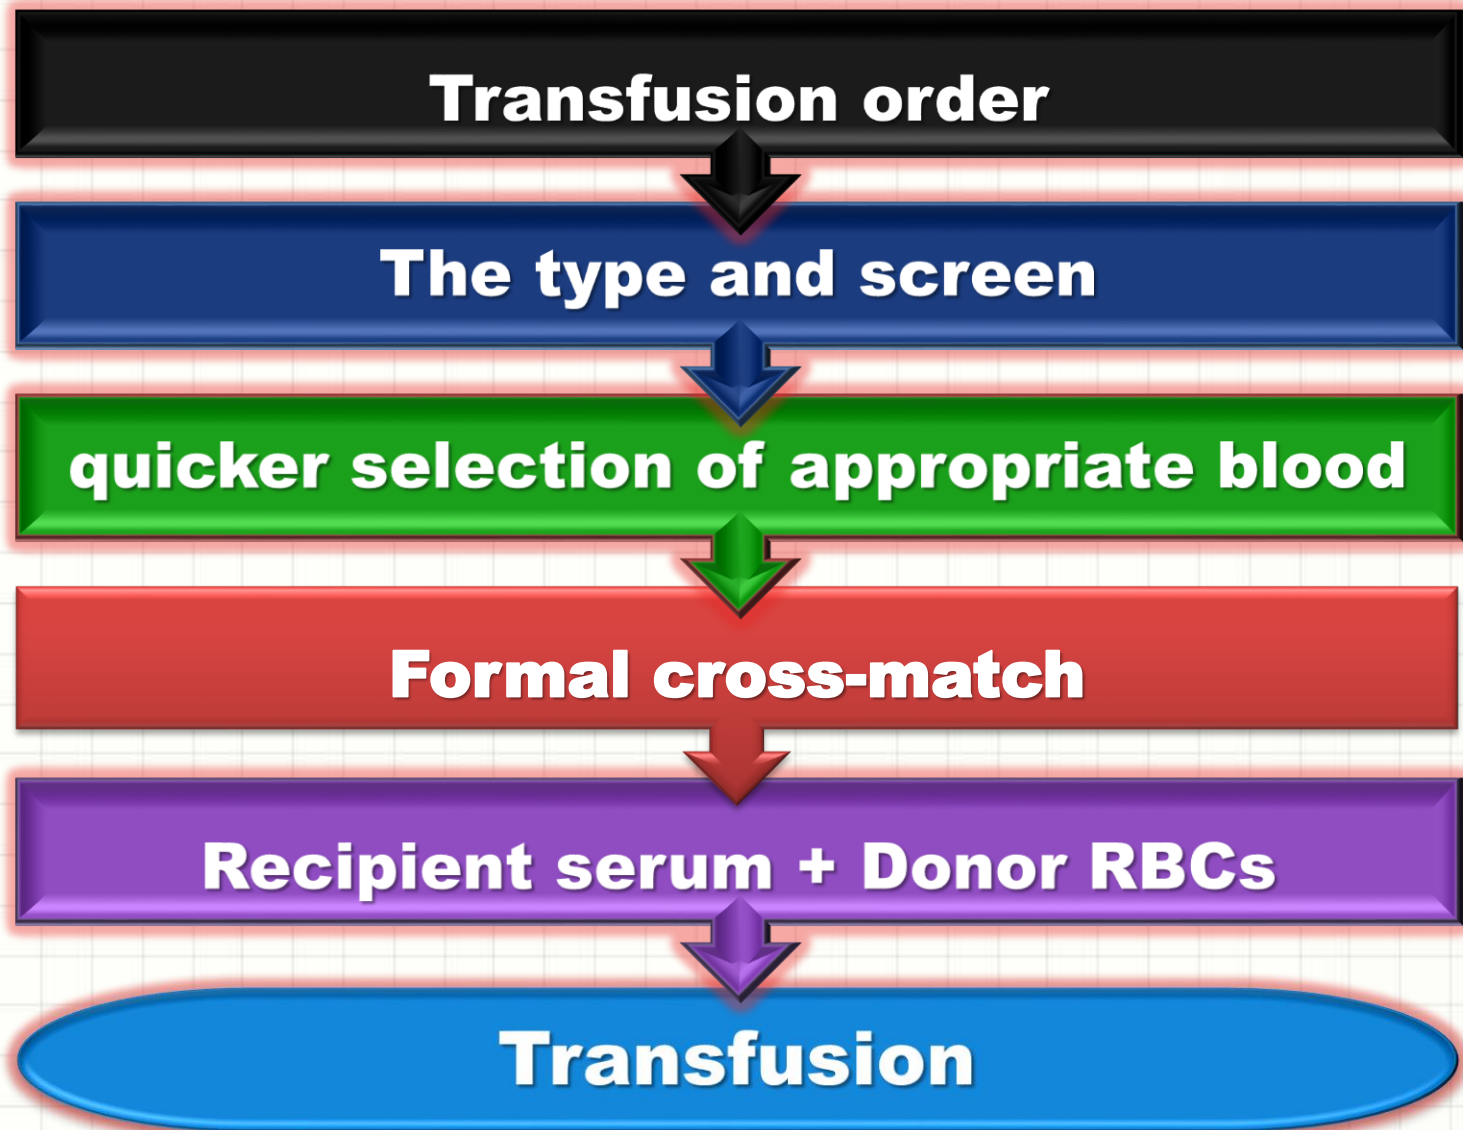 Transfusion order
The type and screen
quicker selection of appropriate blood
Formal cross-match
Recipient serum + Donor RBCs
Transfusion